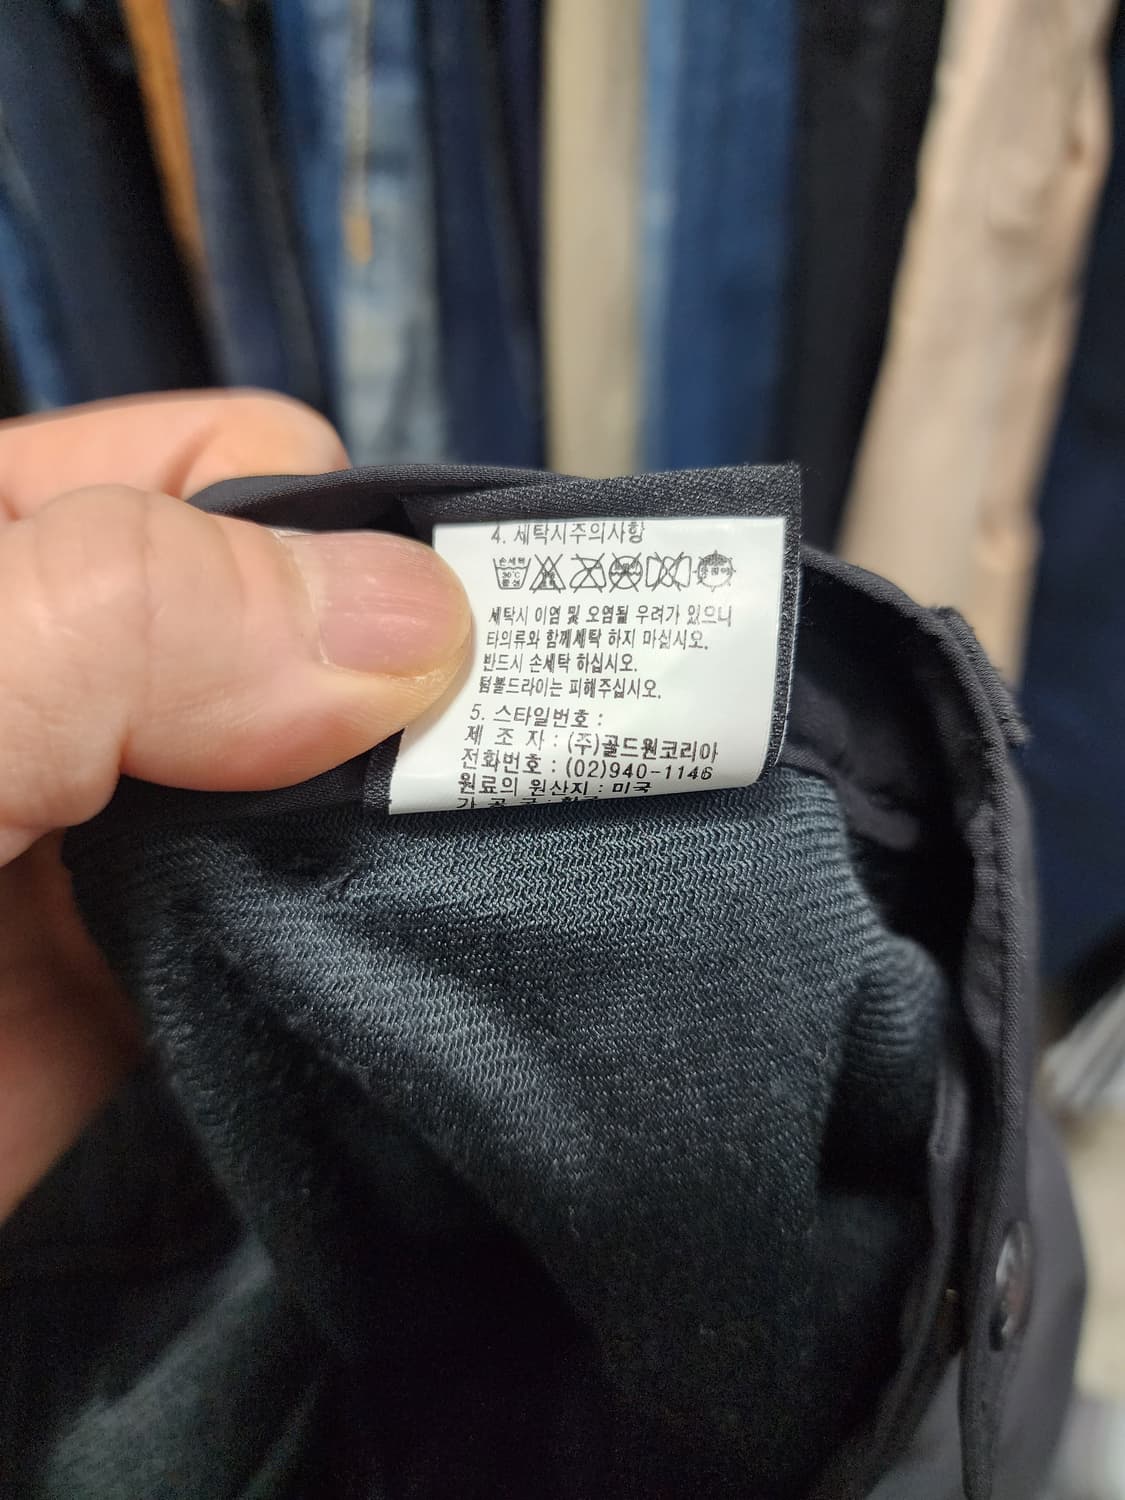 4. 세탁시주의사항
손세탁
30℃
중성
세탁시 이염 및 오염될 우려가 있으니
타의류와 함께세탁 하지 마십시오.
반드시 손세탁 하십시오.
텀블드라이는 피해주십시오.
5. 스타일번호 :
제 조 자 : (주)골드원코리아
전화번호 : (02)940-1146
원료의 원산지 : 미국
가 공 국 :